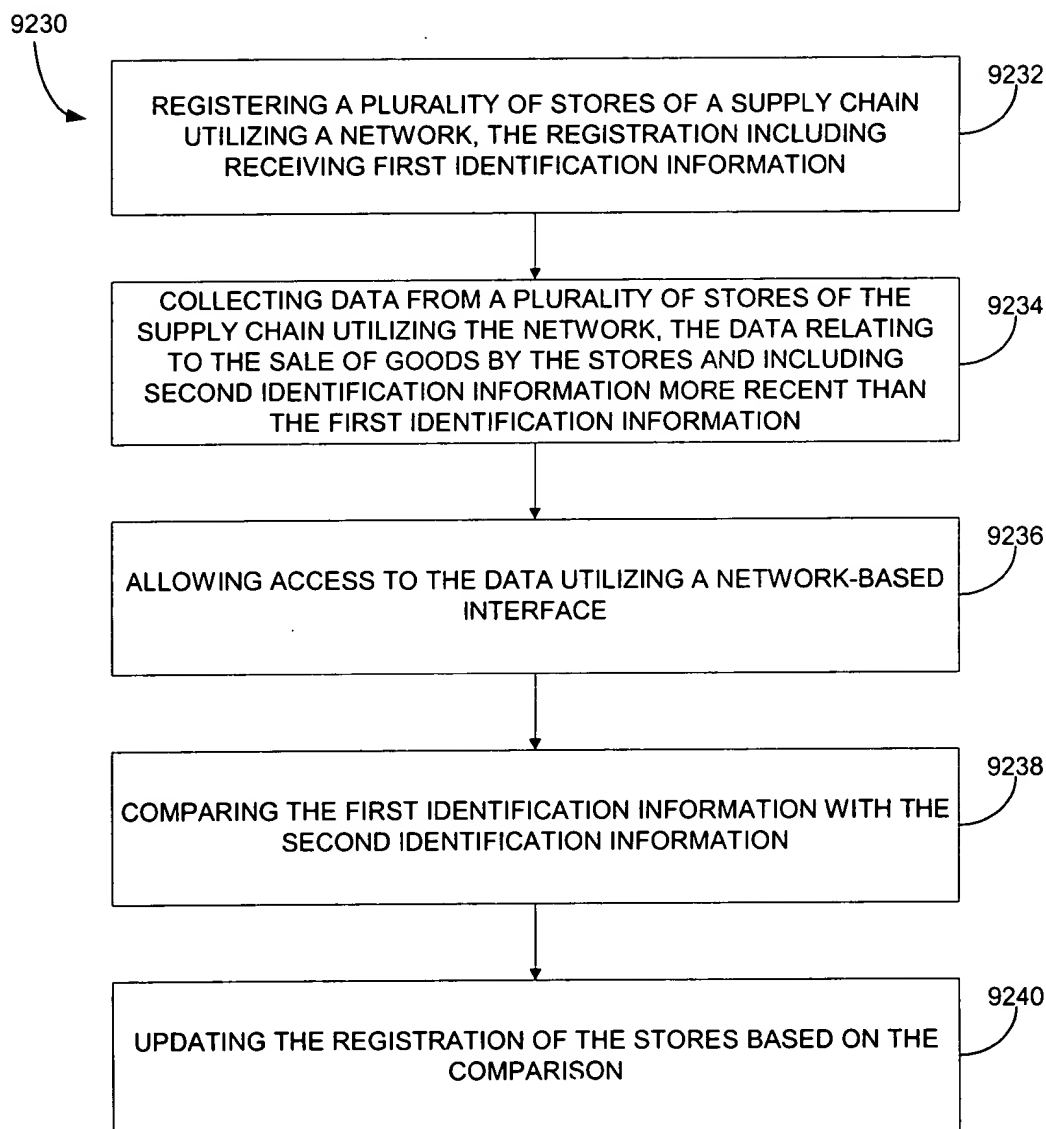 9230
9232
REGISTERING A PLURALITY OF STORES OF A SUPPLY CHAIN
UTILIZING A NETWORK, THE REGISTRATION INCLUDING
RECEIVING FIRST IDENTIFICATION INFORMATION
9234
COLLECTING DATA FROM A PLURALITY OF STORES OF THE
SUPPLY CHAIN UTILIZING THE NETWORK, THE DATA RELATING
TO THE SALE OF GOODS BY THE STORES AND INCLUDING
SECOND IDENTIFICATION INFORMATION MORE RECENT THAN
THE FIRST IDENTIFICATION INFORMATION
9236
ALLOWING ACCESS TO THE DATA UTILIZING A NETWORK-BASED
INTERFACE
9238
COMPARING THE FIRST IDENTIFICATION INFORMATION WITH THE
SECOND IDENTIFICATION INFORMATION
9240
UPDATING THE REGISTRATION OF THE STORES BASED ON THE
COMPARISON